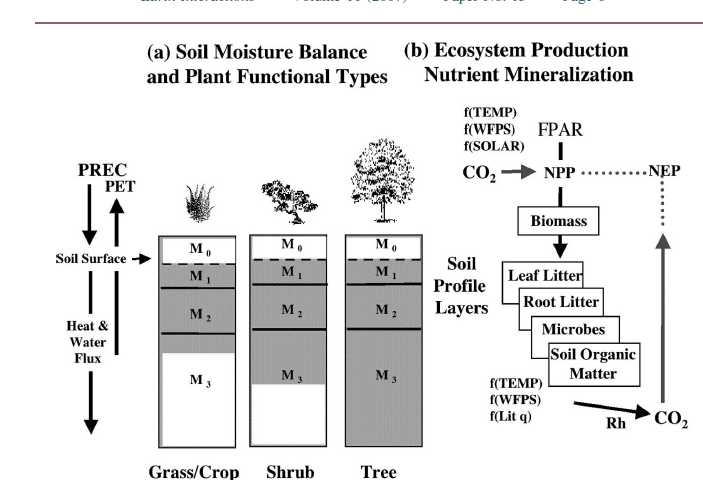 (a) Soil Moisture Balance
and Plant Functional Types
(b) Ecosystem Production
Nutrient Mineralization
PREC
PET
Soil Surface
Heat &
Water
Flux
M0
M1
M2
M3
Grass/Crop
M0
M1
M2
M3
Shrub
M0
M1
M2
M3
Tree
f(TEMP)
f(WFPS)
f(SOLAR)
FPAR
CO2
NPP
NEP
Biomass
Soil
Profile
Layers
Leaf Litter
Root Litter
Microbes
Soil Organic
Matter
f(TEMP)
f(WFPS)
f(Lit q)
Rh
CO2